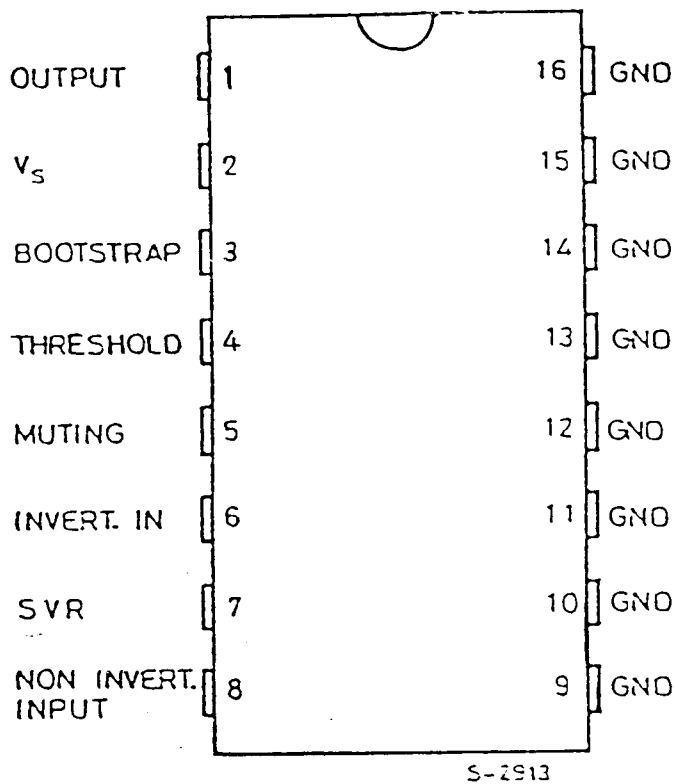 OUTPUT 1 16 GND
VS 2 15 GND
BOOTSTRAP 3 14 GND
THRESHOLD 4 13 GND
MUTING 5 12 GND
INVERT. IN 6 11 GND
SVR 7 10 GND
NON INVERT.
INPUT 8 9 GND
S-2913